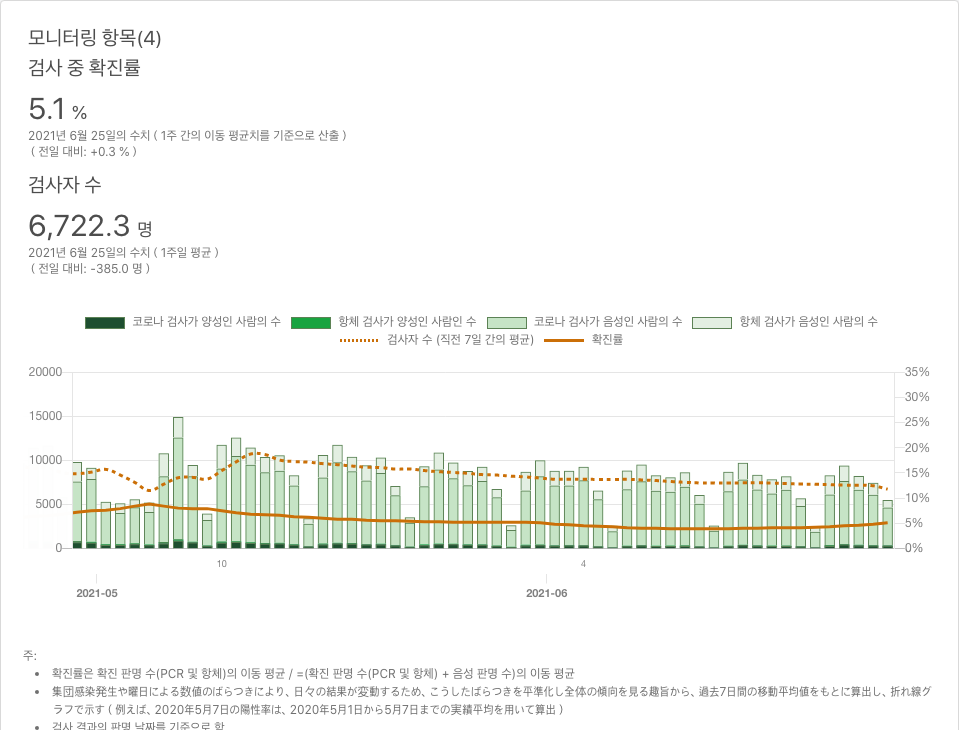 모니터링 항목(4)
검사 중 확진률
5.1 %
2021년 6월 25일의 수치 ( 1주 간의 이동 평균치를 기준으로 산출 )
( 전일 대비: +0.3 % )
검사자 수
6,722.3 명
2021년 6월 25일의 수치 ( 1주일 평균 )
( 전일 대비: -385.0 명 )
코로나 검사가 양성인 사람의 수 항체 검사가 양성인 사람인 수 코로나 검사가 음성인 사람의 수 항체 검사가 음성인 사람의 수
검사자 수 (직전 7일 간의 평균) 확진률
20000 35%
30%
15000 25%
20%
10000 15%
10%
5000 5%
0 0%
10 4
2021-05 2021-06
주:
• 확진률은 확진 판명 수(PCR 및 항체)의 이동 평균 / =(확진 판명 수(PCR 및 항체) + 음성 판명 수)의 이동 평균
• 集団感染発生や曜日による数値のばらつきにより、日々の結果が変動するため、こうしたばらつきを平準化し全体の傾向を見る趣旨から、過去7日間の移動平均値をもとに算出し、折れ線グ
ラフで示す ( 例えば、2020年5月7日の陽性率は、2020年5月1日から5月7日までの実績平均を用いて算出 )
• 검사 결과의 판명 날짜를 기준으로 함